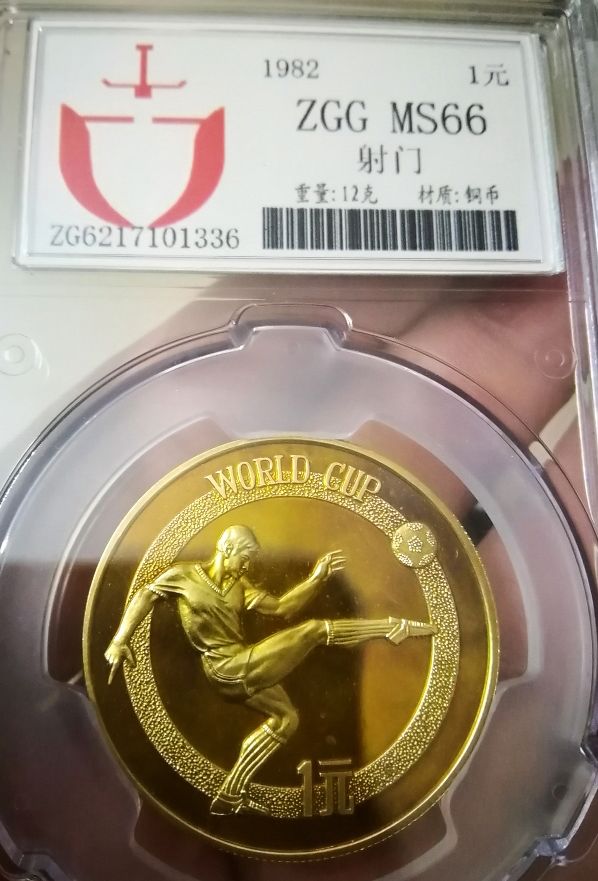 1982 1元
ZGG MS66
射门
重量:12克 材质:铜币
ZG6217101336
WORLD CUP
1元